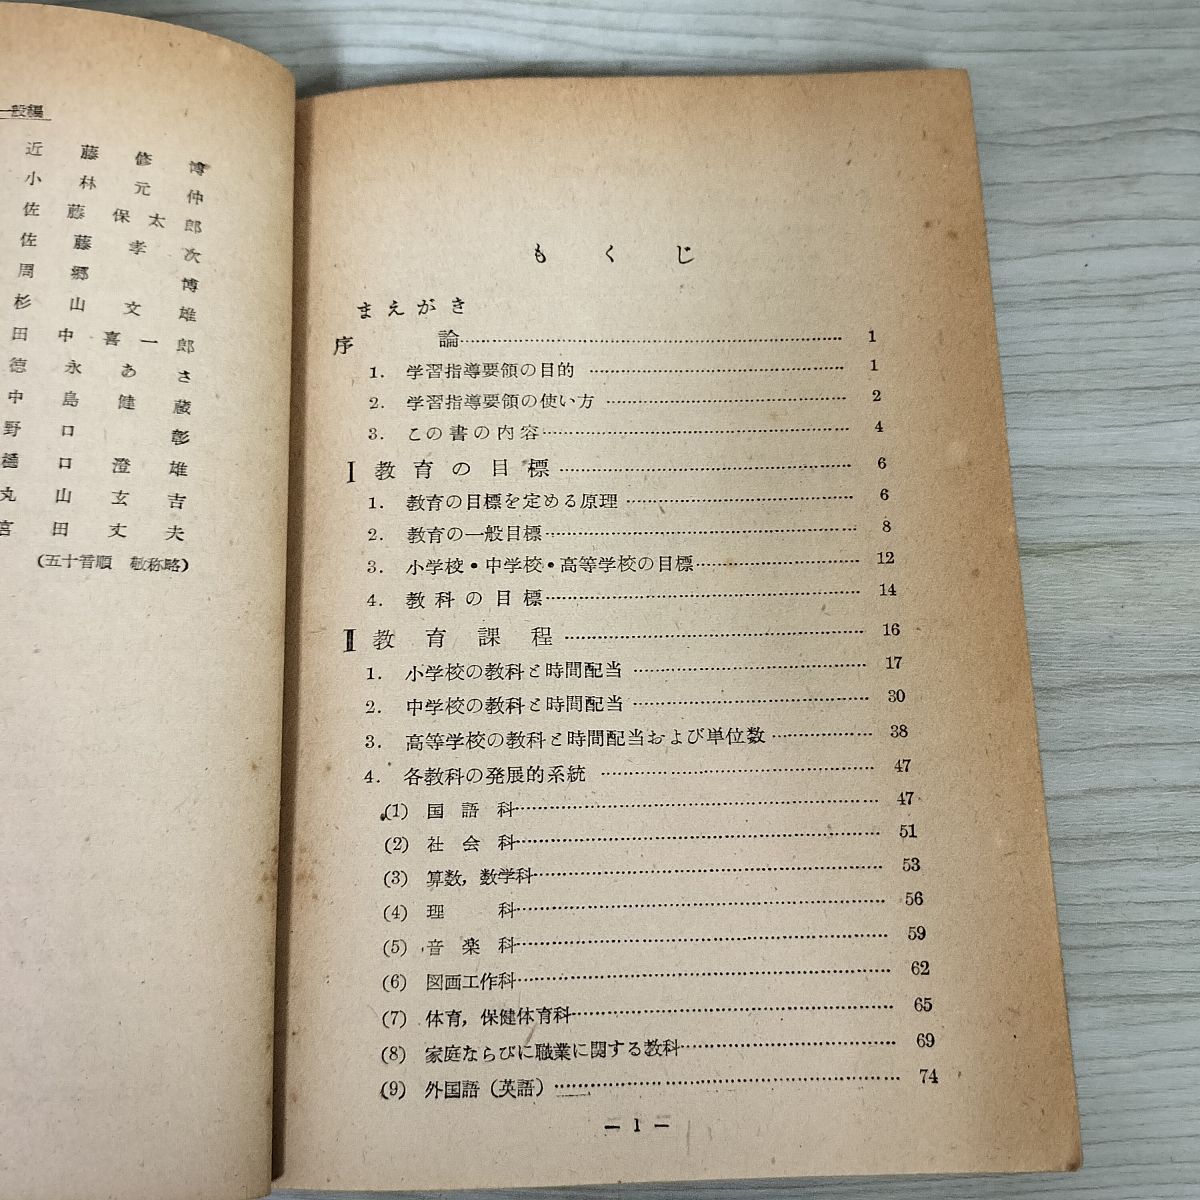 一般編
近藤修博
小林元仲
佐藤保太郎
佐藤孝次
周郷博
杉山文雄
田中喜一郎
徳永あさ
中島健蔵
野口彰
樋口澄雄
丸山玄吉
宮田丈夫
(五十音順 敬称略)
もくじ
まえがき
序論 1
1. 学習指導要領の目的 1
2. 学習指導要領の使い方 2
3. この書の内容 4
Ⅰ 教育の目標 6
1. 教育の目標を定める原理 6
2. 教育の一般目標 8
3. 小学校・中学校・高等学校の目標 12
4. 教科の目標 14
Ⅱ 教育課程 16
1. 小学校の教科と時間配当 17
2. 中学校の教科と時間配当 30
3. 高等学校の教科と時間配当および単位数 38
4. 各教科の発展的系統 47
(1) 国語科 47
(2) 社会科 51
(3) 算数,数学科 53
(4) 理科 56
(5) 音楽科 59
(6) 図画工作科 62
(7) 体育,保健体育科 65
(8) 家庭ならびに職業に関する教科 69
(9) 外国語(英語) 74
— 1 —